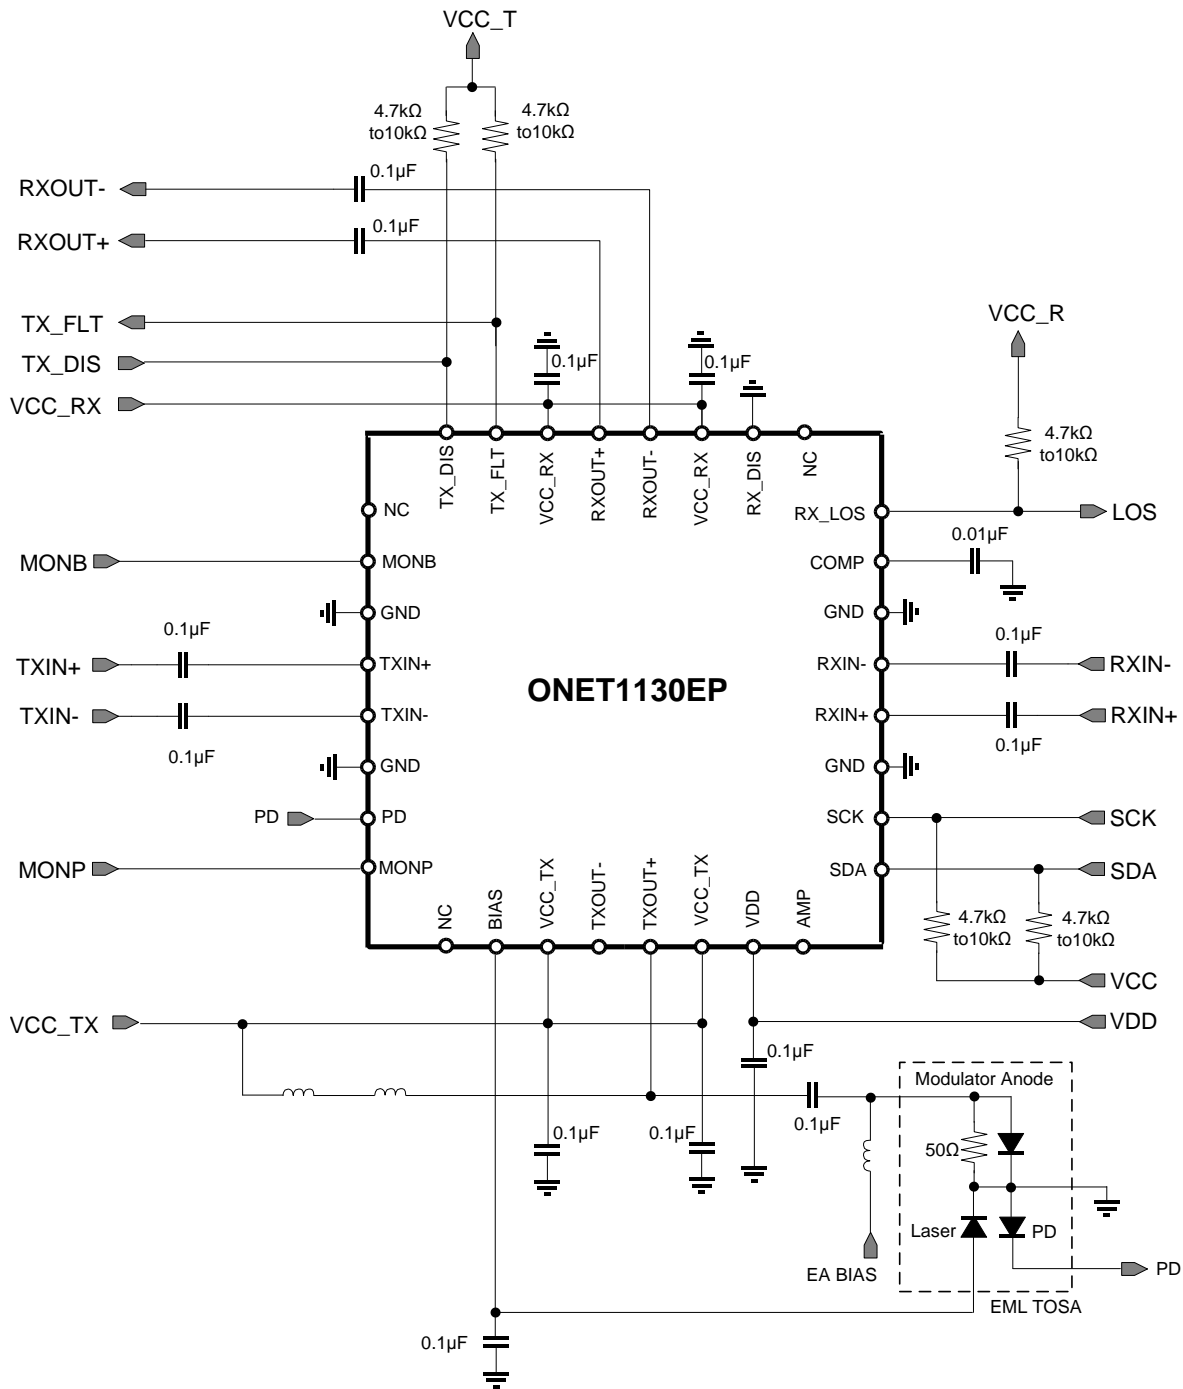 VCC_T
4.7kΩ
to10kΩ
4.7kΩ
to10kΩ
0.1µF
RXOUT-
0.1µF
RXOUT+
TX_FLT
VCC_R
TX_DIS
0.1µF
0.1µF
VCC_RX
4.7kΩ
to10kΩ
TX_DIS
TX_FLT
VCC_RX
RXOUT+
RXOUT-
VCC_RX
RX_DIS
NC
NC
RX_LOS
LOS
0.01µF
MONB
MONB
COMP
GND
GND
0.1µF
0.1µF
TXIN+
TXIN+
RXIN-
RXIN-
ONET1130EP
TXIN-
TXIN-
RXIN+
RXIN+
0.1µF
0.1µF
GND
GND
PD
PD
SCK
SCK
MONP
MONP
SDA
SDA
NC
BIAS
VCC_TX
TXOUT-
TXOUT+
VCC_TX
VDD
AMP
4.7kΩ
to10kΩ
4.7kΩ
to10kΩ
VCC
VCC_TX
VDD
0.1µF
Modulator Anode
0.1µF
0.1µF
0.1µF
50Ω
Laser
PD
EA BIAS
PD
EML TOSA
0.1µF